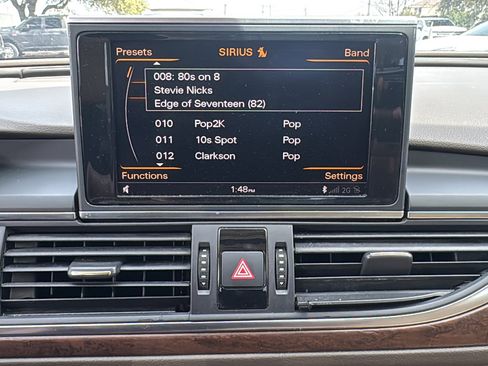 Presets SIRIUS Band
008: 80s on 8
Stevie Nicks
Edge of Seventeen (82)
010 Pop2K Pop
011 10s Spot Pop
012 Clarkson Pop
Functions Settings
1:48PM 2G